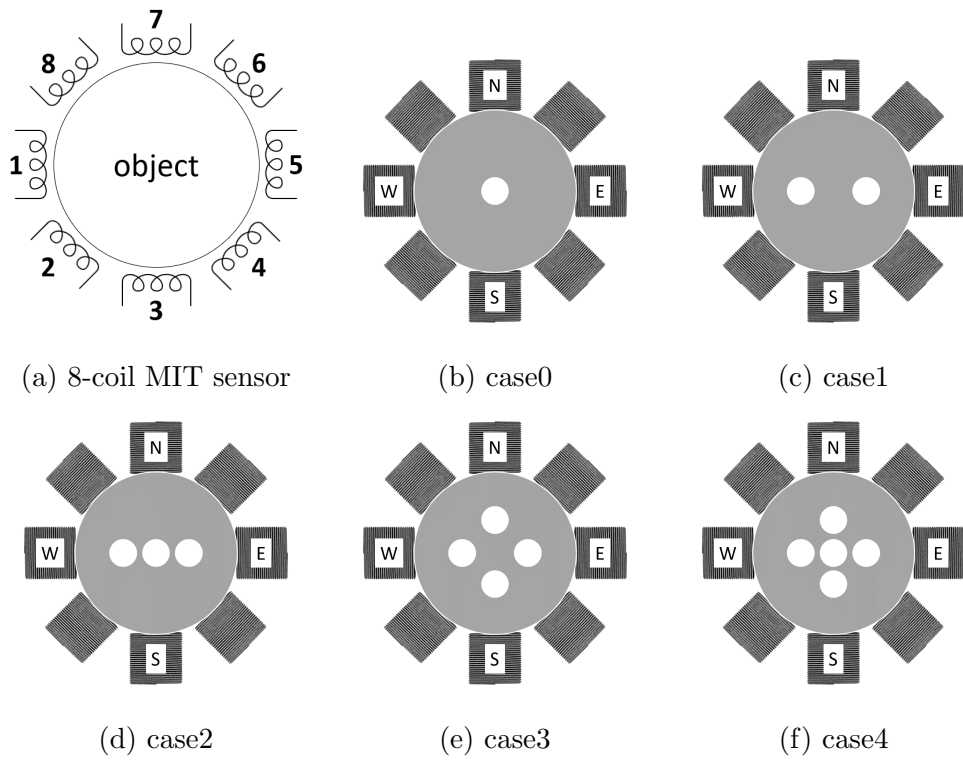 7
8 6
1 object 5
2 4
3
(a) 8-coil MIT sensor
N
W E
S
(b) case0
N
W E
S
(c) case1
N
W E
S
(d) case2
N
W E
S
(e) case3
N
W E
S
(f) case4